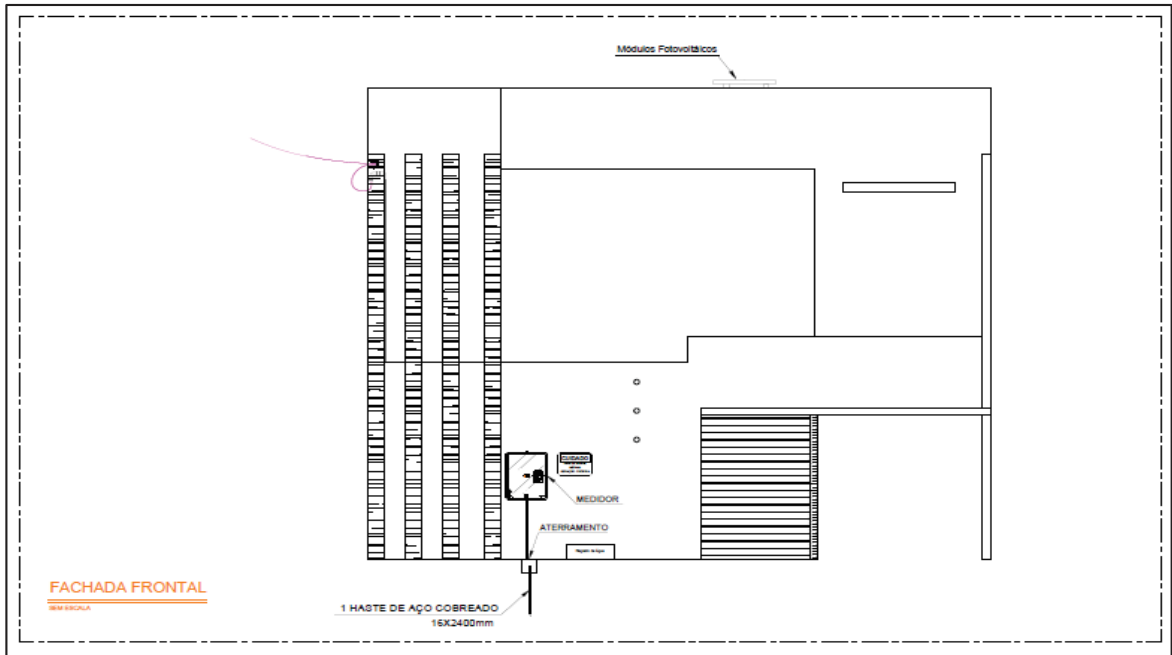 Módulos Fotovoltáicos
CUIDADO
MEDIDOR
ATERRAMENTO
FACHADA FRONTAL
SEM ESCALA
1 HASTE DE AÇO COBREADO
16X2400mm